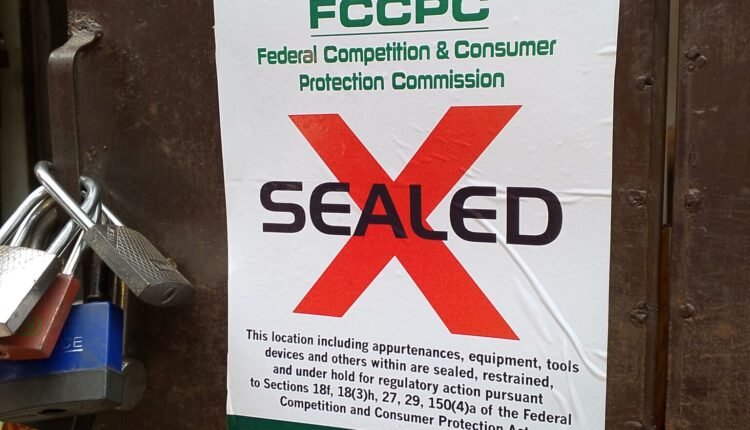 FCCPC
Federal Competition & Consumer
Protection Commission
SEALED
This location including appurtenances, equipment, tools
devices and others within are sealed, restrained,
and under hold for regulatory action pursuant
to Sections 18f, 18(3)h, 27, 29, 150(4)a of the Federal
Competition and Consumer Protection
CE